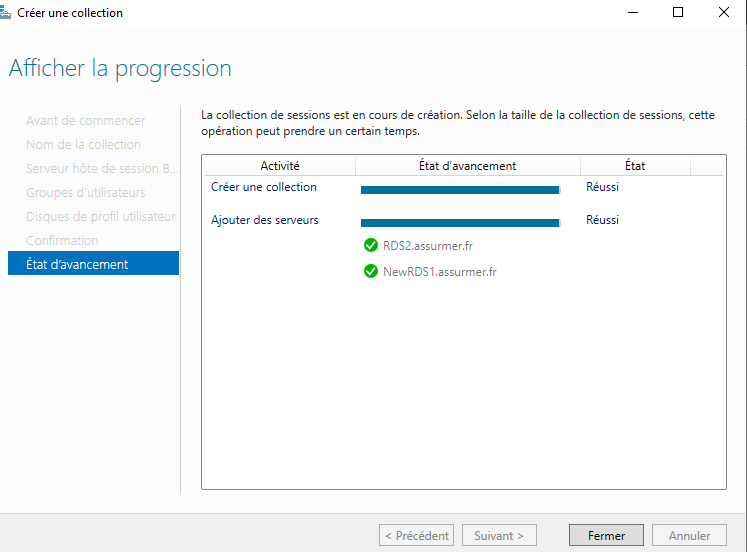 Créer une collection
Afficher la progression
Avant de commencer
Nom de la collection
Serveur hôte de session B...
Groupes d'utilisateurs
Disques de profil utilisateur
Confirmation
État d'avancement
La collection de sessions est en cours de création. Selon la taille de la collection de sessions, cette
opération peut prendre un certain temps.
Activité État d'avancement État
Créer une collection Réussi
Ajouter des serveurs Réussi
RDS2.assurmer.fr
NewRDS1.assurmer.fr
< Précédent Suivant > Fermer Annuler